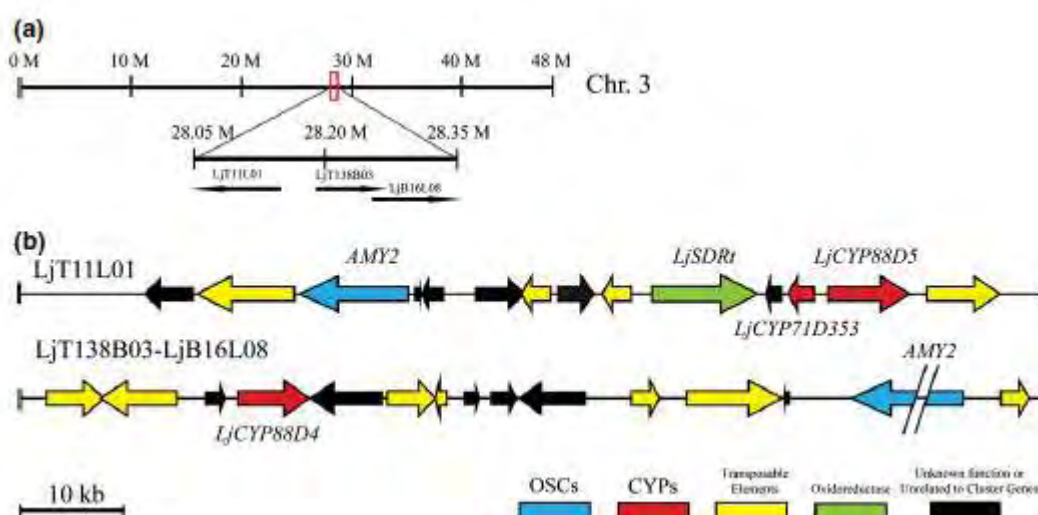 (a)
0 M 10 M 20 M 30 M 40 M 48 M
Chr. 3
28.05 M 28.20 M 28.35 M
LjT11L01 LjT138B03
LjB16L08
(b)
LjT11L01 AMY2 LjSDRt LjCYP88D5
LjCYP71D353
LjT138B03-LjB16L08 AMY2
LjCYP88D4
10 kb
OSCs CYPs Transposable Elements Oxidereductase Unknown function or Unrelated to Cluster Genes